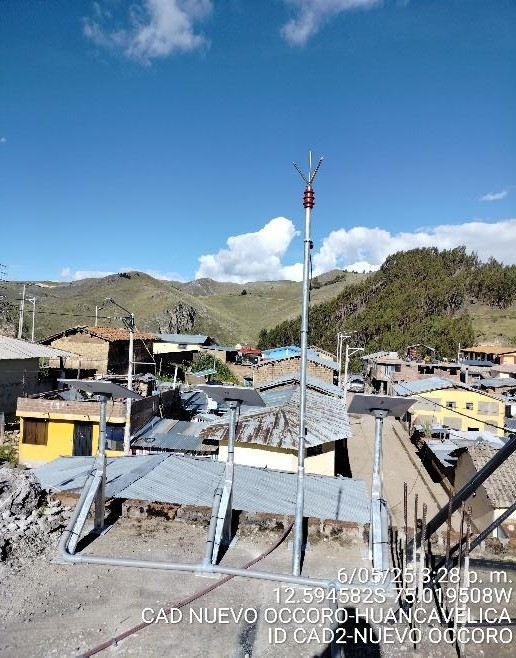 6/05/25 3:28 p. m.
12.594582S 75.019508W
CAD NUEVO OCCORO-HUANCAVELICA
ID CAD2-NUEVO OCCORO